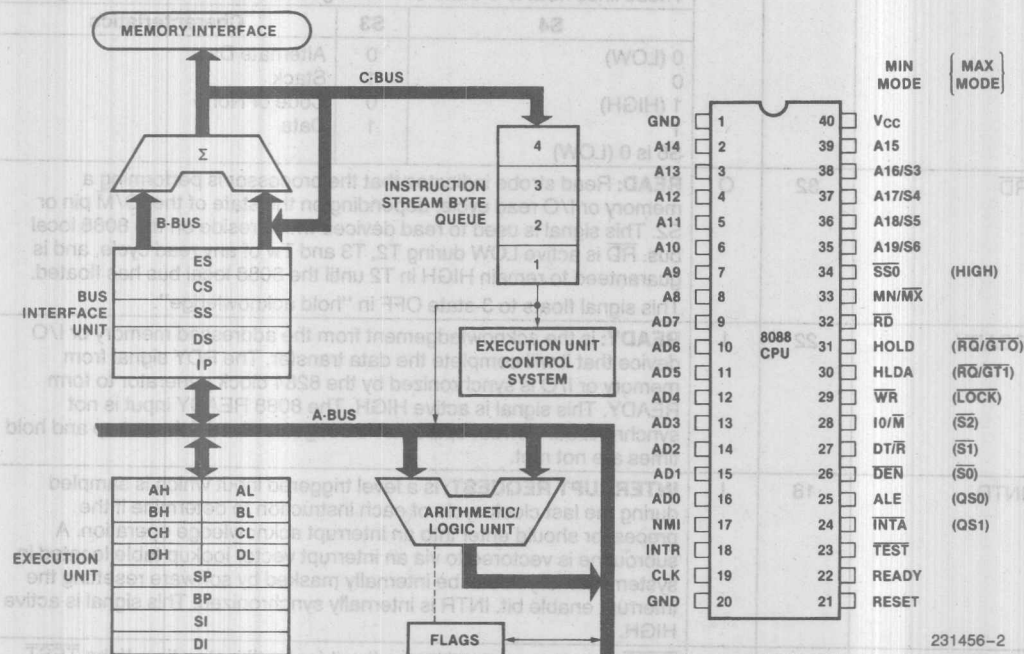 MEMORY INTERFACE
C-BUS
Σ
B-BUS
INSTRUCTION
STREAM BYTE
QUEUE
4
3
2
1
ES
CS
SS
DS
IP
BUS
INTERFACE
UNIT
EXECUTION UNIT
CONTROL
SYSTEM
A-BUS
AH AL
BH BL
CH CL
DH DL
SP
BP
SI
DI
EXECUTION
UNIT
ARITHMETIC/
LOGIC UNIT
FLAGS
MIN
MODE
MAX
MODE
8088
CPU
GND 1 40 VCC
A14 2 39 A15
A13 3 38 A16/S3
A12 4 37 A17/S4
A11 5 36 A18/S5
A10 6 35 A19/S6
A9 7 34 SS0 (HIGH)
A8 8 33 MN/MX
AD7 9 32 RD
AD6 10 31 HOLD (RQ/GT0)
AD5 11 30 HLDA (RQ/GT1)
AD4 12 29 WR (LOCK)
AD3 13 28 IO/M (S2)
AD2 14 27 DT/R (S1)
AD1 15 26 DEN (S0)
AD0 16 25 ALE (QS0)
NMI 17 24 INTA (QS1)
INTR 18 23 TEST
CLK 19 22 READY
GND 20 21 RESET
231456-2